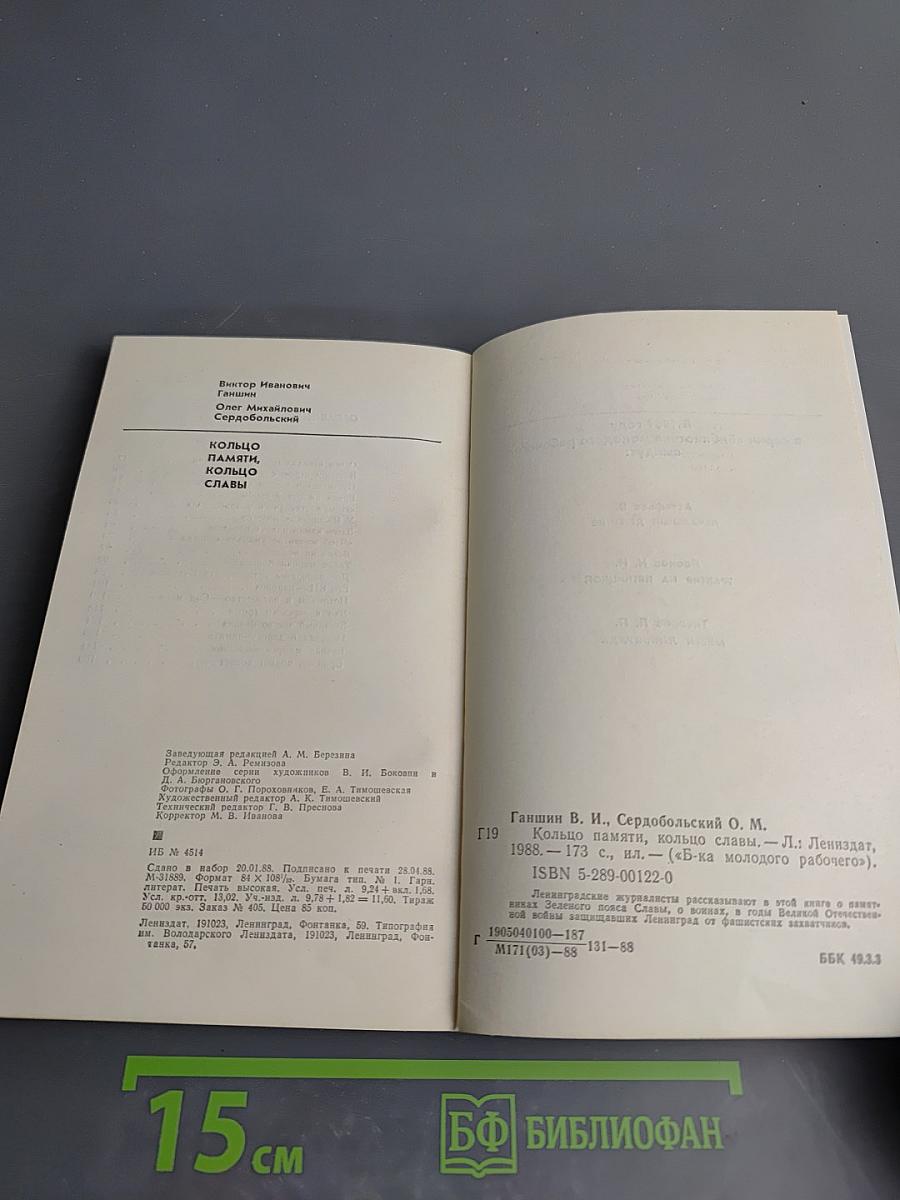 Виктор Иванович
Ганшин
Олег Михайлович
Сердобольский
КОЛЬЦО
ПАМЯТИ,
КОЛЬЦО
СЛАВЫ
Заведующая редакцией А. М. Березина
Редактор Э. А. Ремизова
Оформление серии художников В. И. Боковни и
Д. А. Бюргановского
Фотографы О. Г. Пороховников, Е. А. Тимошевская
Художественный редактор А. К. Тимошевский
Технический редактор Г. В. Преснова
Корректор М. В. Иванова
ИБ № 4514
Сдано в набор 20.01.88. Подписано к печати 28.04.88.
М-31889. Формат 84 × 108¹/₃₂. Бумага тип. № 1. Гарн.
литерат. Печать высокая. Усл. печ. л. 9,24 + вкл. 1,68.
Усл. кр.-отт. 13,02. Уч.-изд. л. 9,78 + 1,82 = 11,60. Тираж
50 000 экз. Заказ № 405. Цена 85 коп.
Лениздат, 191023, Ленинград, Фонтанка, 59. Типография
им. Володарского Лениздата, 191023, Ленинград, Фон-
танка, 57.
Ганшин В. И., Сердобольский О. М.
Г19 Кольцо памяти, кольцо славы. — Л.: Лениздат,
1988. — 173 с., ил. — («Б-ка молодого рабочего»).
ISBN 5-289-00122-0
Ленинградские журналисты рассказывают в этой книге о памят-
никах Зеленого пояса Славы, о воинах, в годы Великой Отечествен-
ной войны защищавших Ленинград от фашистских захватчиков.
Г 1905040100—187
М171(03)—88 131—88
ББК 49.3.3
15 см
БФ БИБЛИОФАН